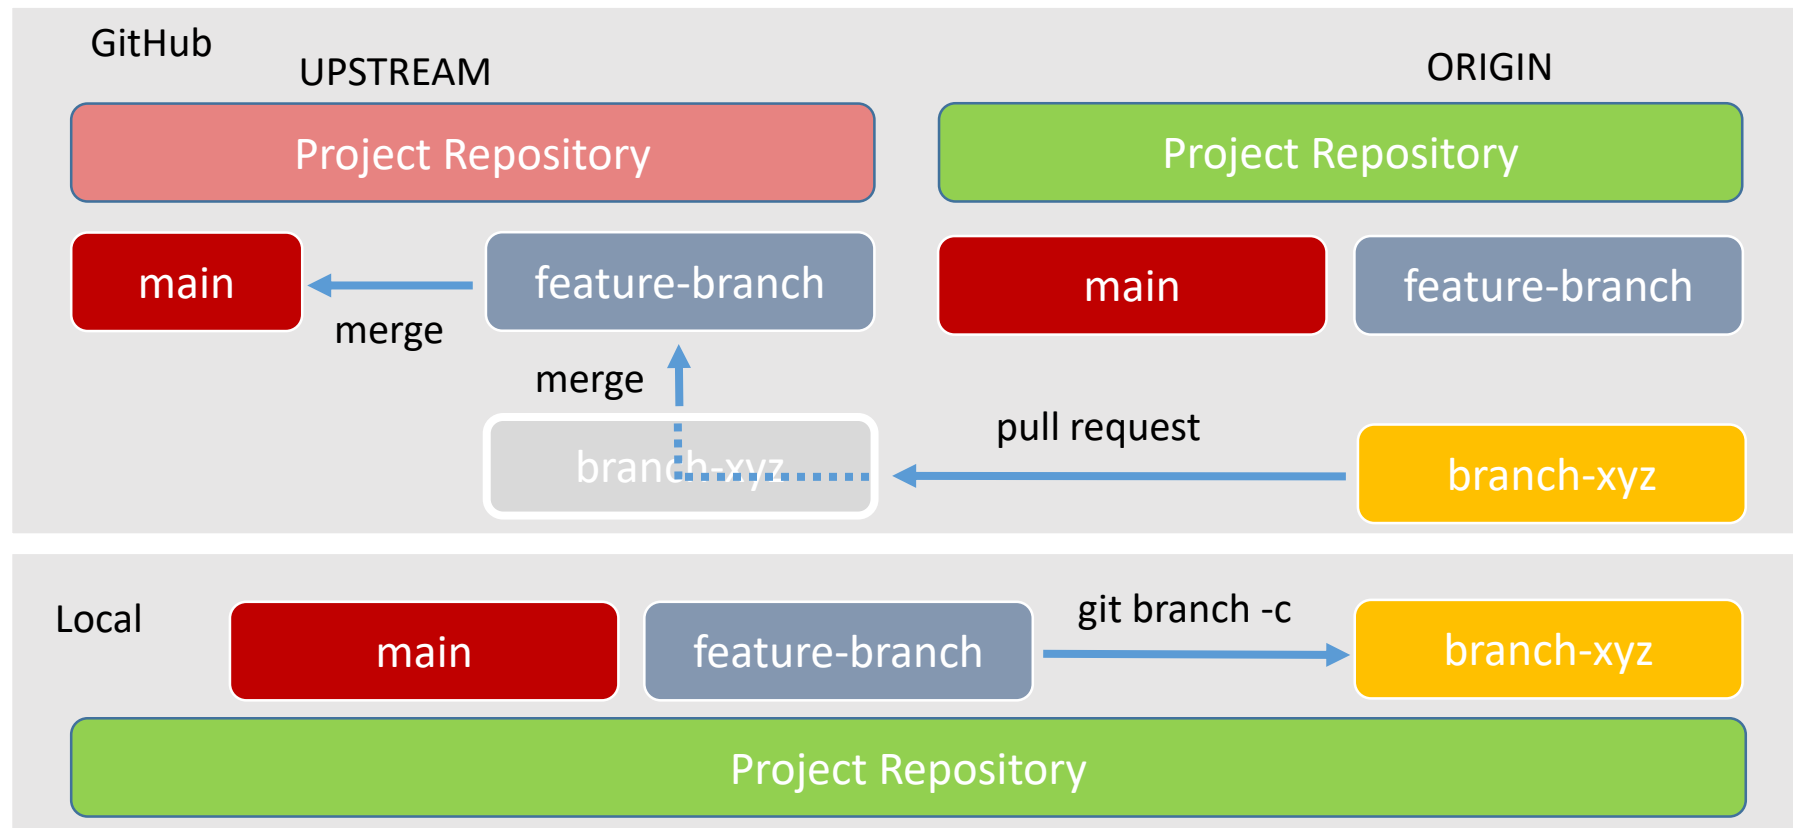 GitHub
UPSTREAM
ORIGIN
Project Repository
Project Repository
main
feature-branch
main
feature-branch
merge
merge
pull request
branch-xyz
branch-xyz
Local
git branch -c
main
feature-branch
branch-xyz
Project Repository